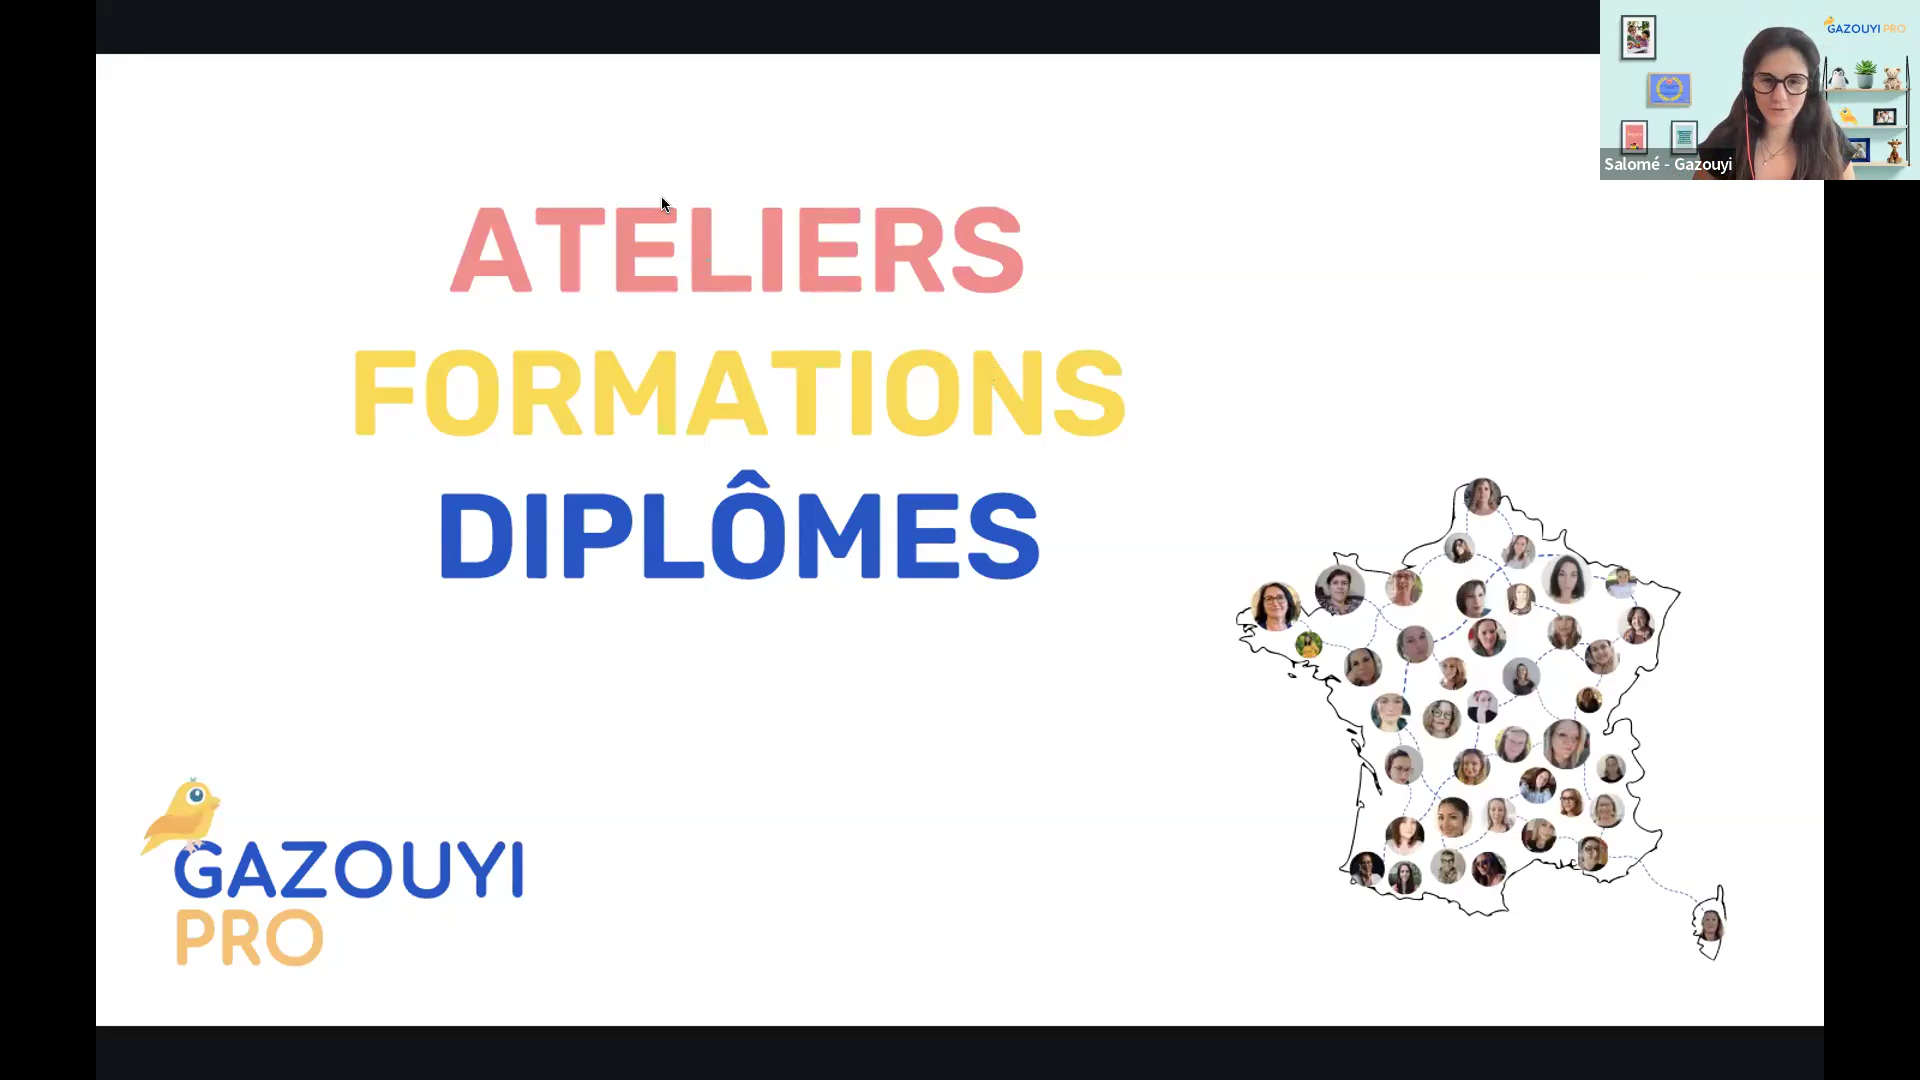 GAZOUYI PRO
Salomé - Gazouyi
ATELIERS
FORMATIONS
DIPLÔMES
GAZOUYI
PRO